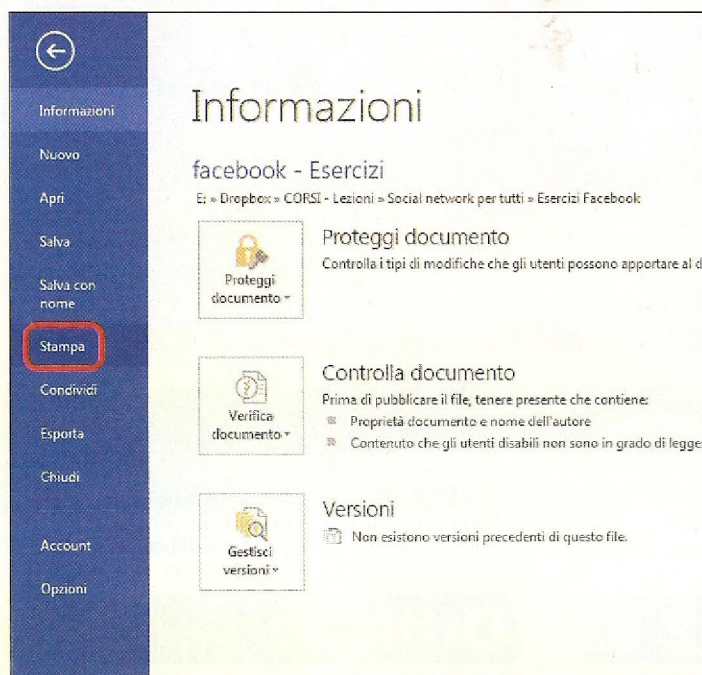 Informazioni
Nuovo
Apri
Salva
Salva con
nome
Stampa
Condividi
Esporta
Chiudi
Account
Opzioni
Informazioni
facebook - Esercizi
E: » Dropbox » CORSI - Lezioni » Social network per tutti » Esercizi Facebook
Proteggi
documento
Proteggi documento
Controlla i tipi di modifiche che gli utenti possono apportare al d
Verifica
documento
Controlla documento
Prima di pubblicare il file, tenere presente che contiene:
Proprietà documento e nome dell'autore
Contenuto che gli utenti disabili non sono in grado di legge
Gestisci
versioni
Versioni
Non esistono versioni precedenti di questo file.